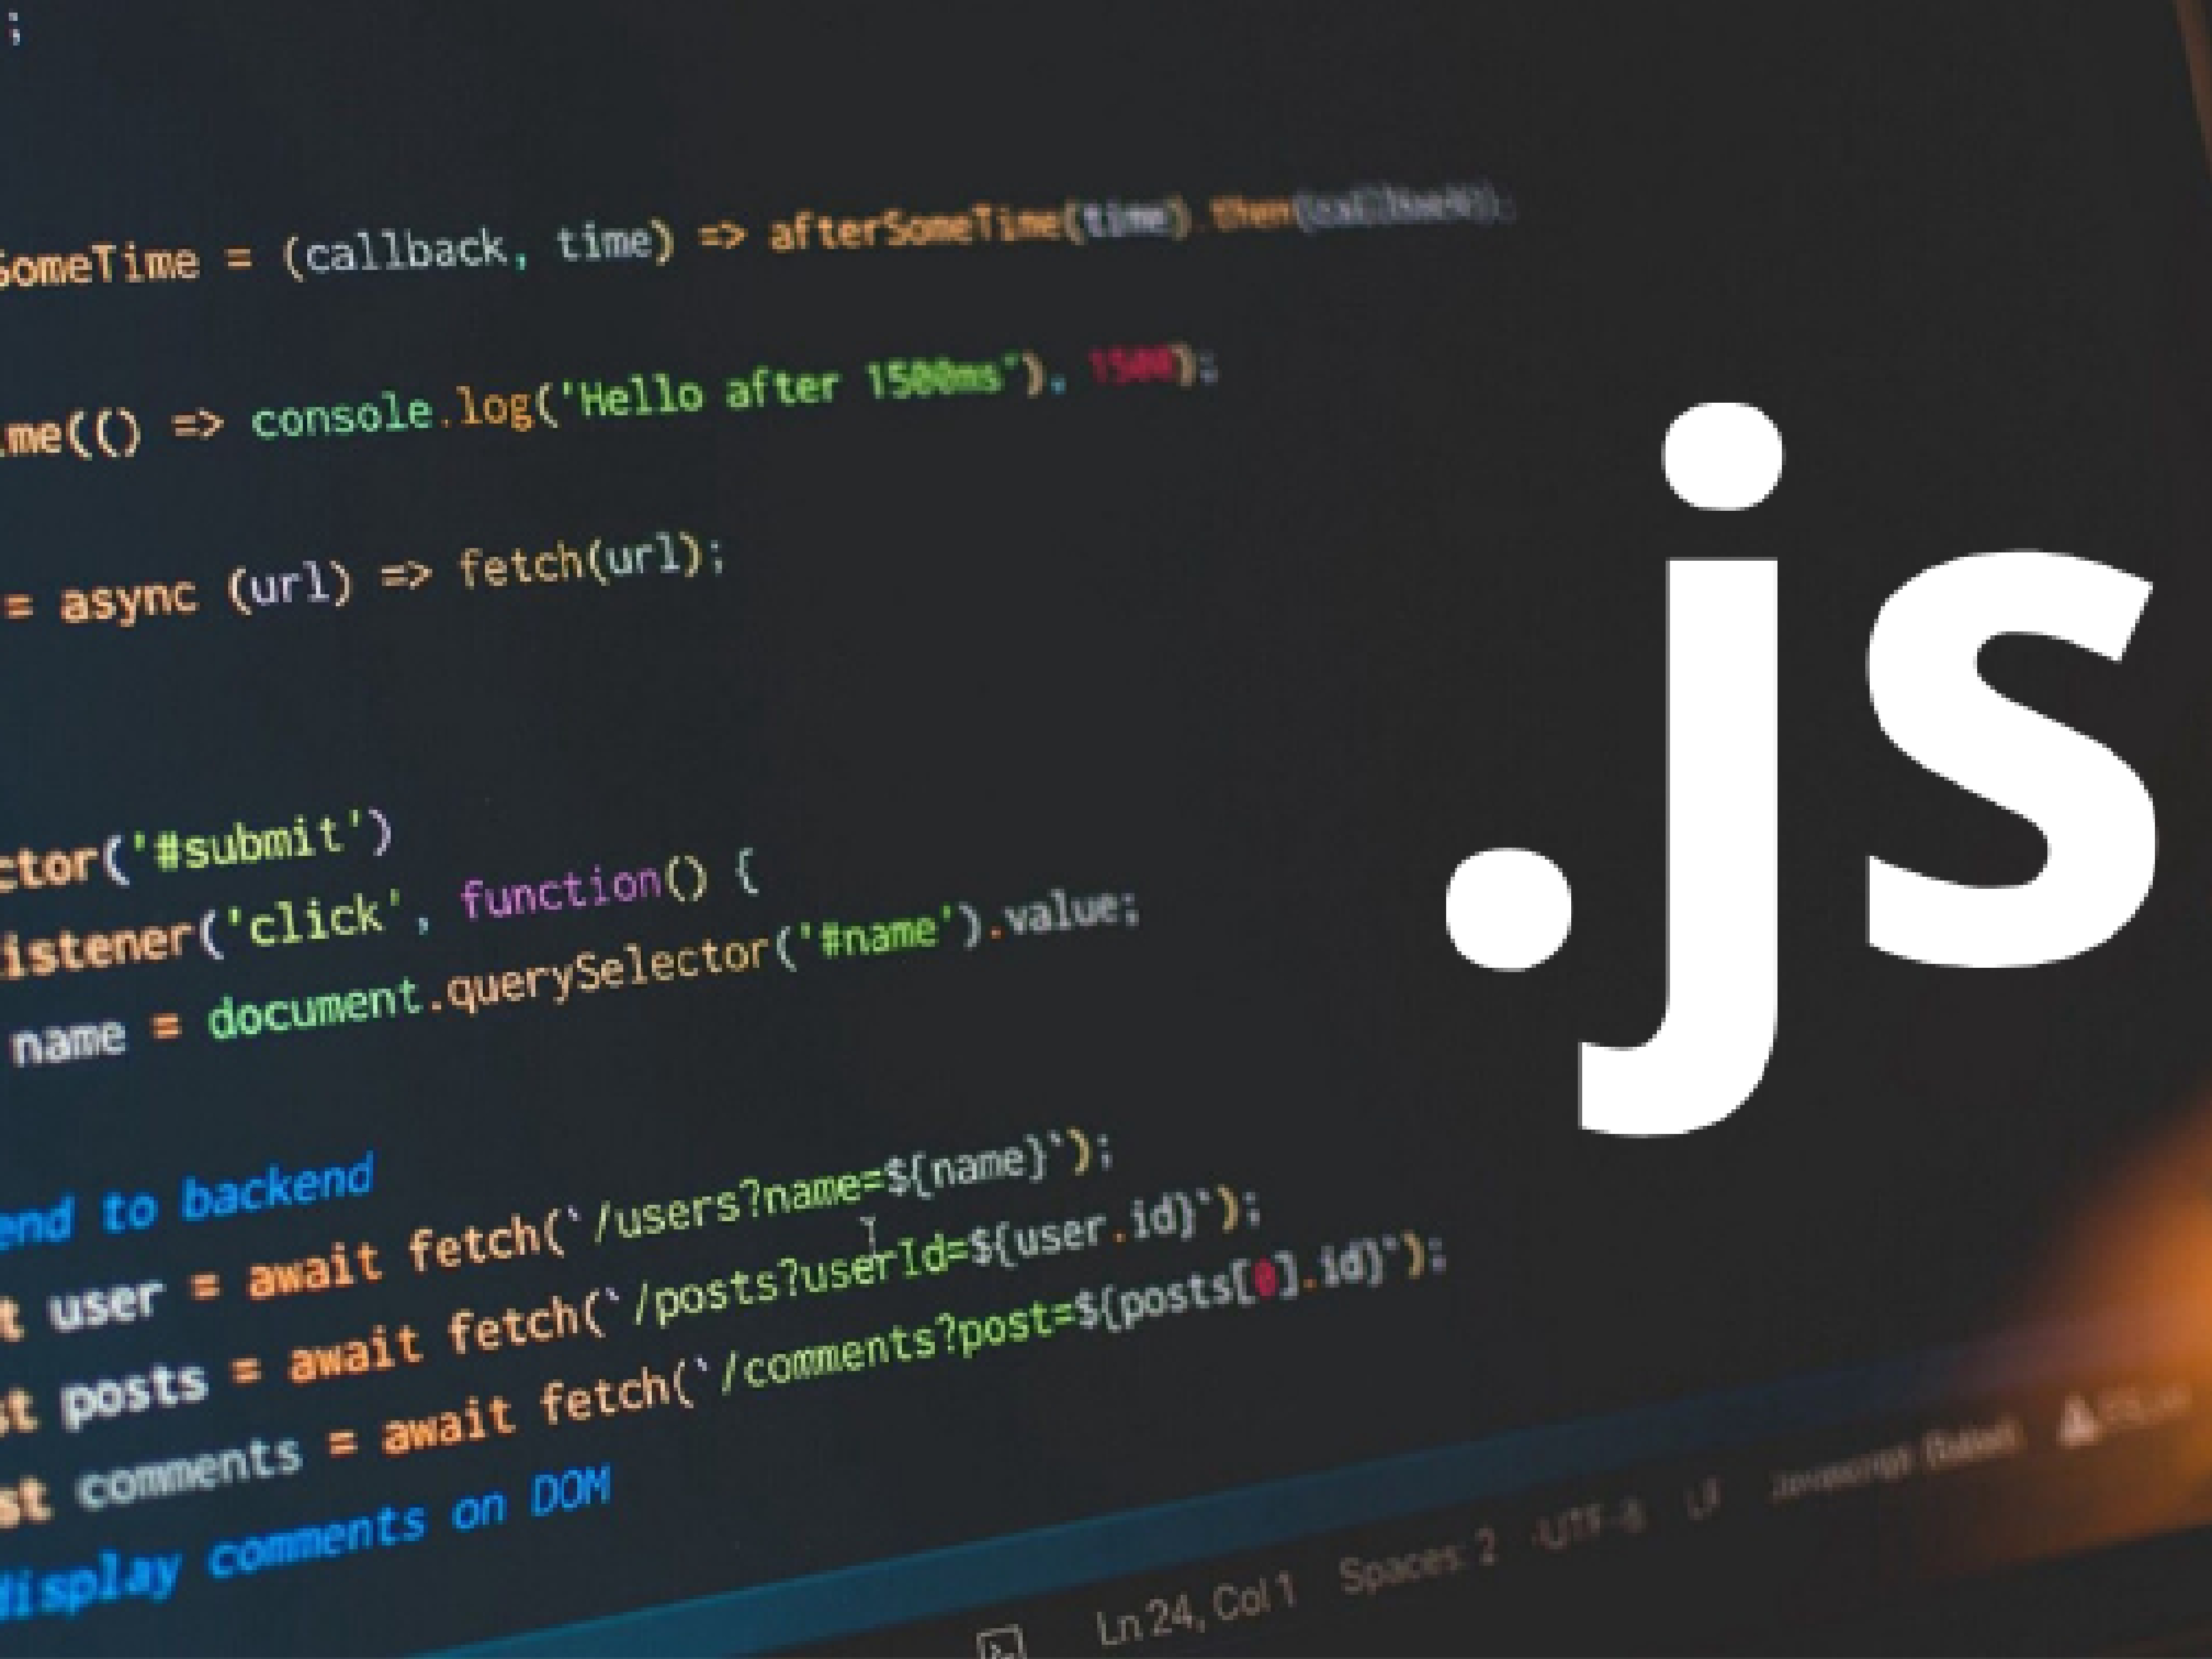 ;
SomeTime = (callback, time) => afterSomeTime(time).then(
ime(() => console.log('Hello after 1500ms'), 1500);
= async (url) => fetch(url);
ctor('#submit')
istener('click', function() {
name = document.querySelector('#name').value;
.js
end to backend
t user = await fetch(`/users?name=${name}`);
st posts = await fetch(`/posts?userId=${user.id}`);
st comments = await fetch(`/comments?post=${posts[0].id}`);
display comments on DOM
Ln 24, Col 1 Spaces: 2 UTF-8 LF